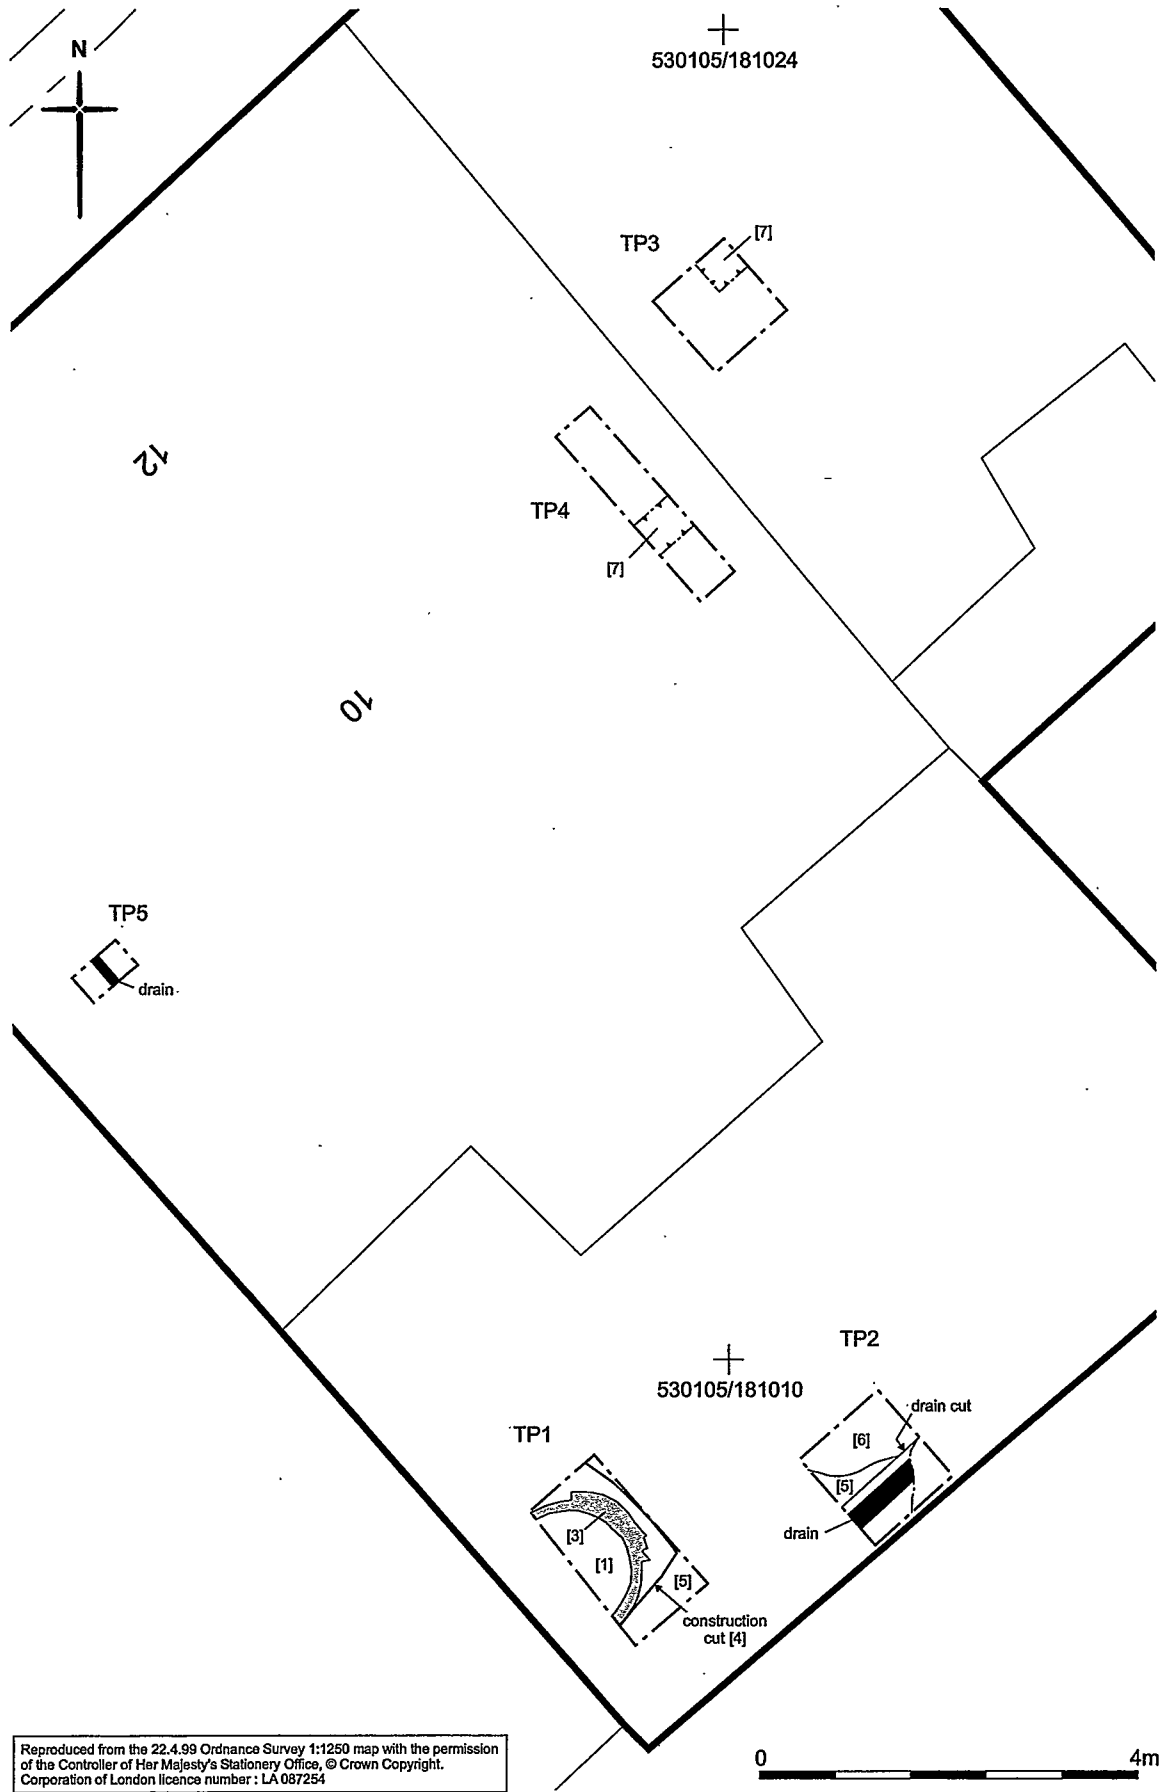 N
530105/181024
TP3
[7]
12
TP4
[7]
10
TP5
drain
530105/181010
TP2
drain cut
[6]
[5]
drain
TP1
[3]
[1]
[5]
construction
cut [4]
Reproduced from the 22.4.99 Ordnance Survey 1:1250 map with the permission
of the Controller of Her Majesty's Stationery Office, © Crown Copyright.
Corporation of London licence number : LA 087254
0 4m